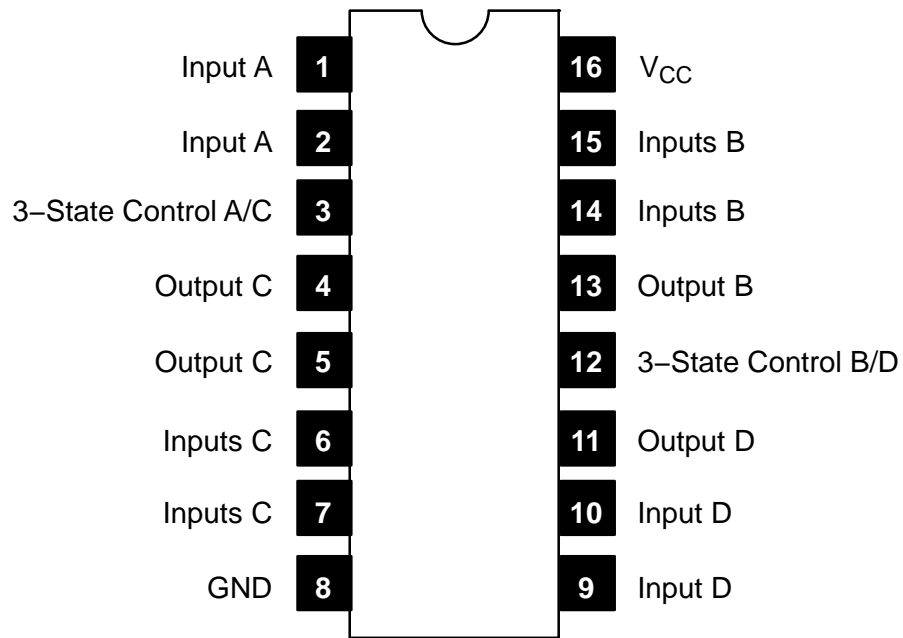 Input A 1
16 VCC
Input A 2
15 Inputs B
3–State Control A/C 3
14 Inputs B
Output C 4
13 Output B
Output C 5
12 3–State Control B/D
Inputs C 6
11 Output D
Inputs C 7
10 Input D
GND 8
9 Input D